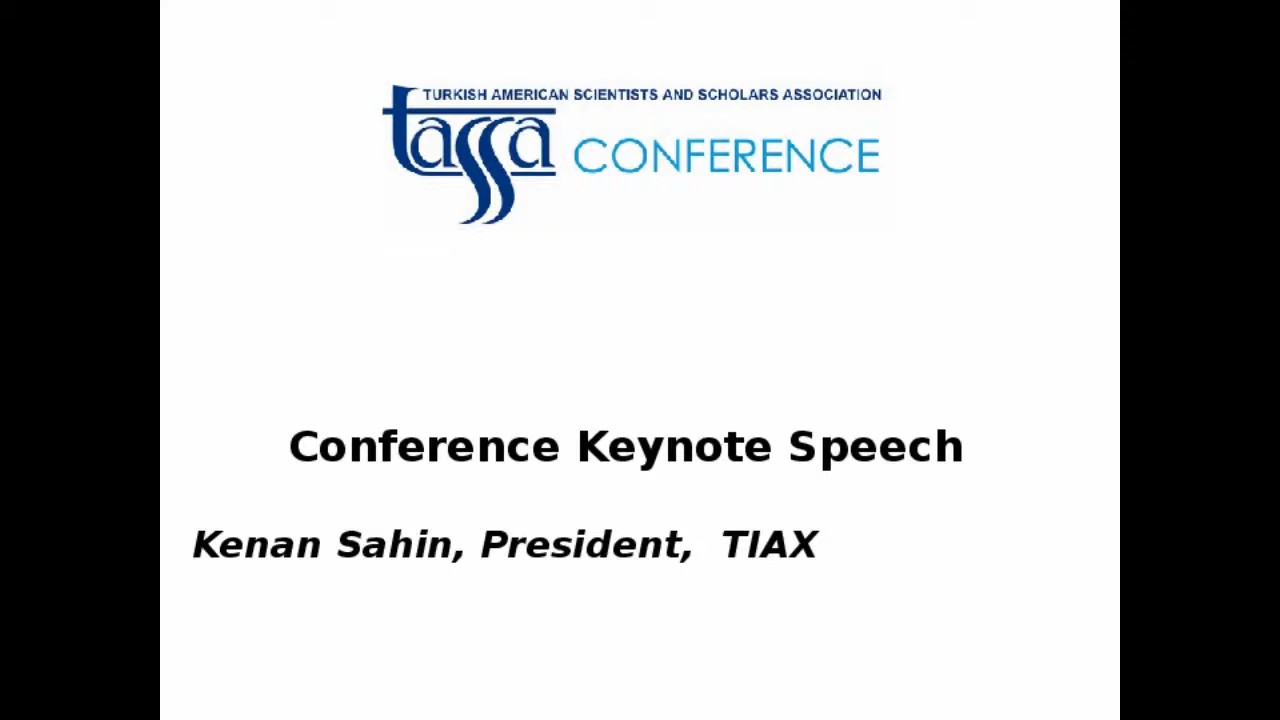 TURKISH AMERICAN SCIENTISTS AND SCHOLARS ASSOCIATION
tassa CONFERENCE
Conference Keynote Speech
Kenan Sahin, President, TIAX